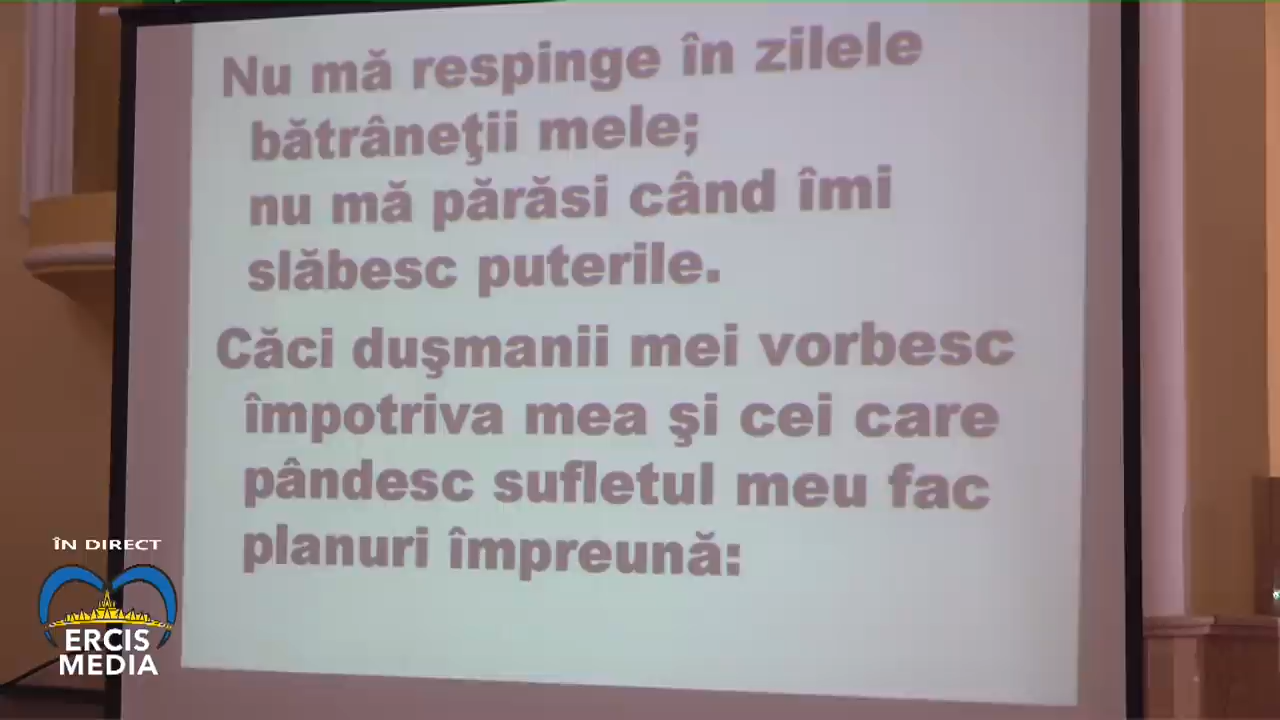 Nu mă respinge în zilele
bătrâneţii mele;
nu mă părăsi când îmi
slăbesc puterile.
Căci duşmanii mei vorbesc
împotriva mea şi cei care
pândesc sufletul meu fac
planuri împreună:
ÎN DIRECT
ERCIS
MEDIA